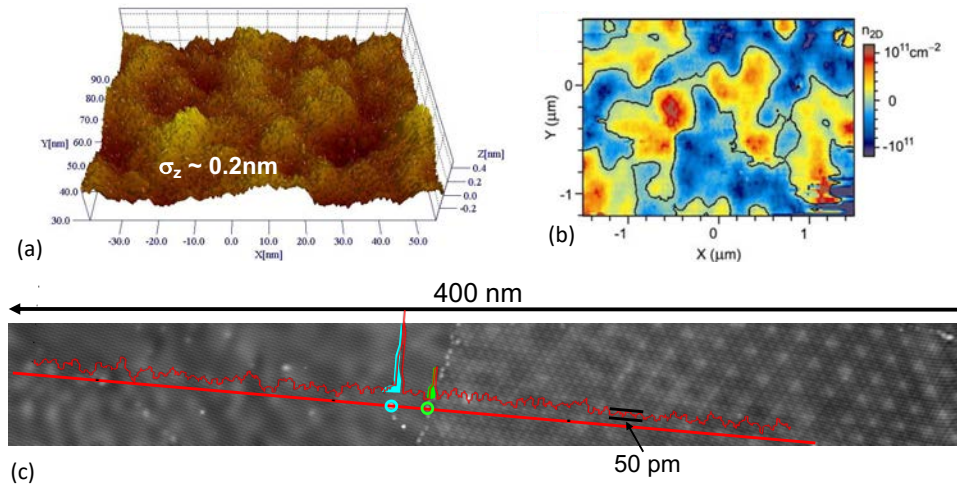 Z[nm]
0.4
0.2
0.0
-0.2
Y[nm]
90.0
80.0
70.0
60.0
50.0
40.0
30.0
σz ~ 0.2nm
-30.0 -20.0 -10.0 0.0 10.0 20.0 30.0 40.0 50.0
X[nm]
(a)
n2D
10¹¹cm⁻²
0
-10¹¹
Y (µm)
0
-1
-1 0 1
X (µm)
(b)
400 nm
50 pm
(c)